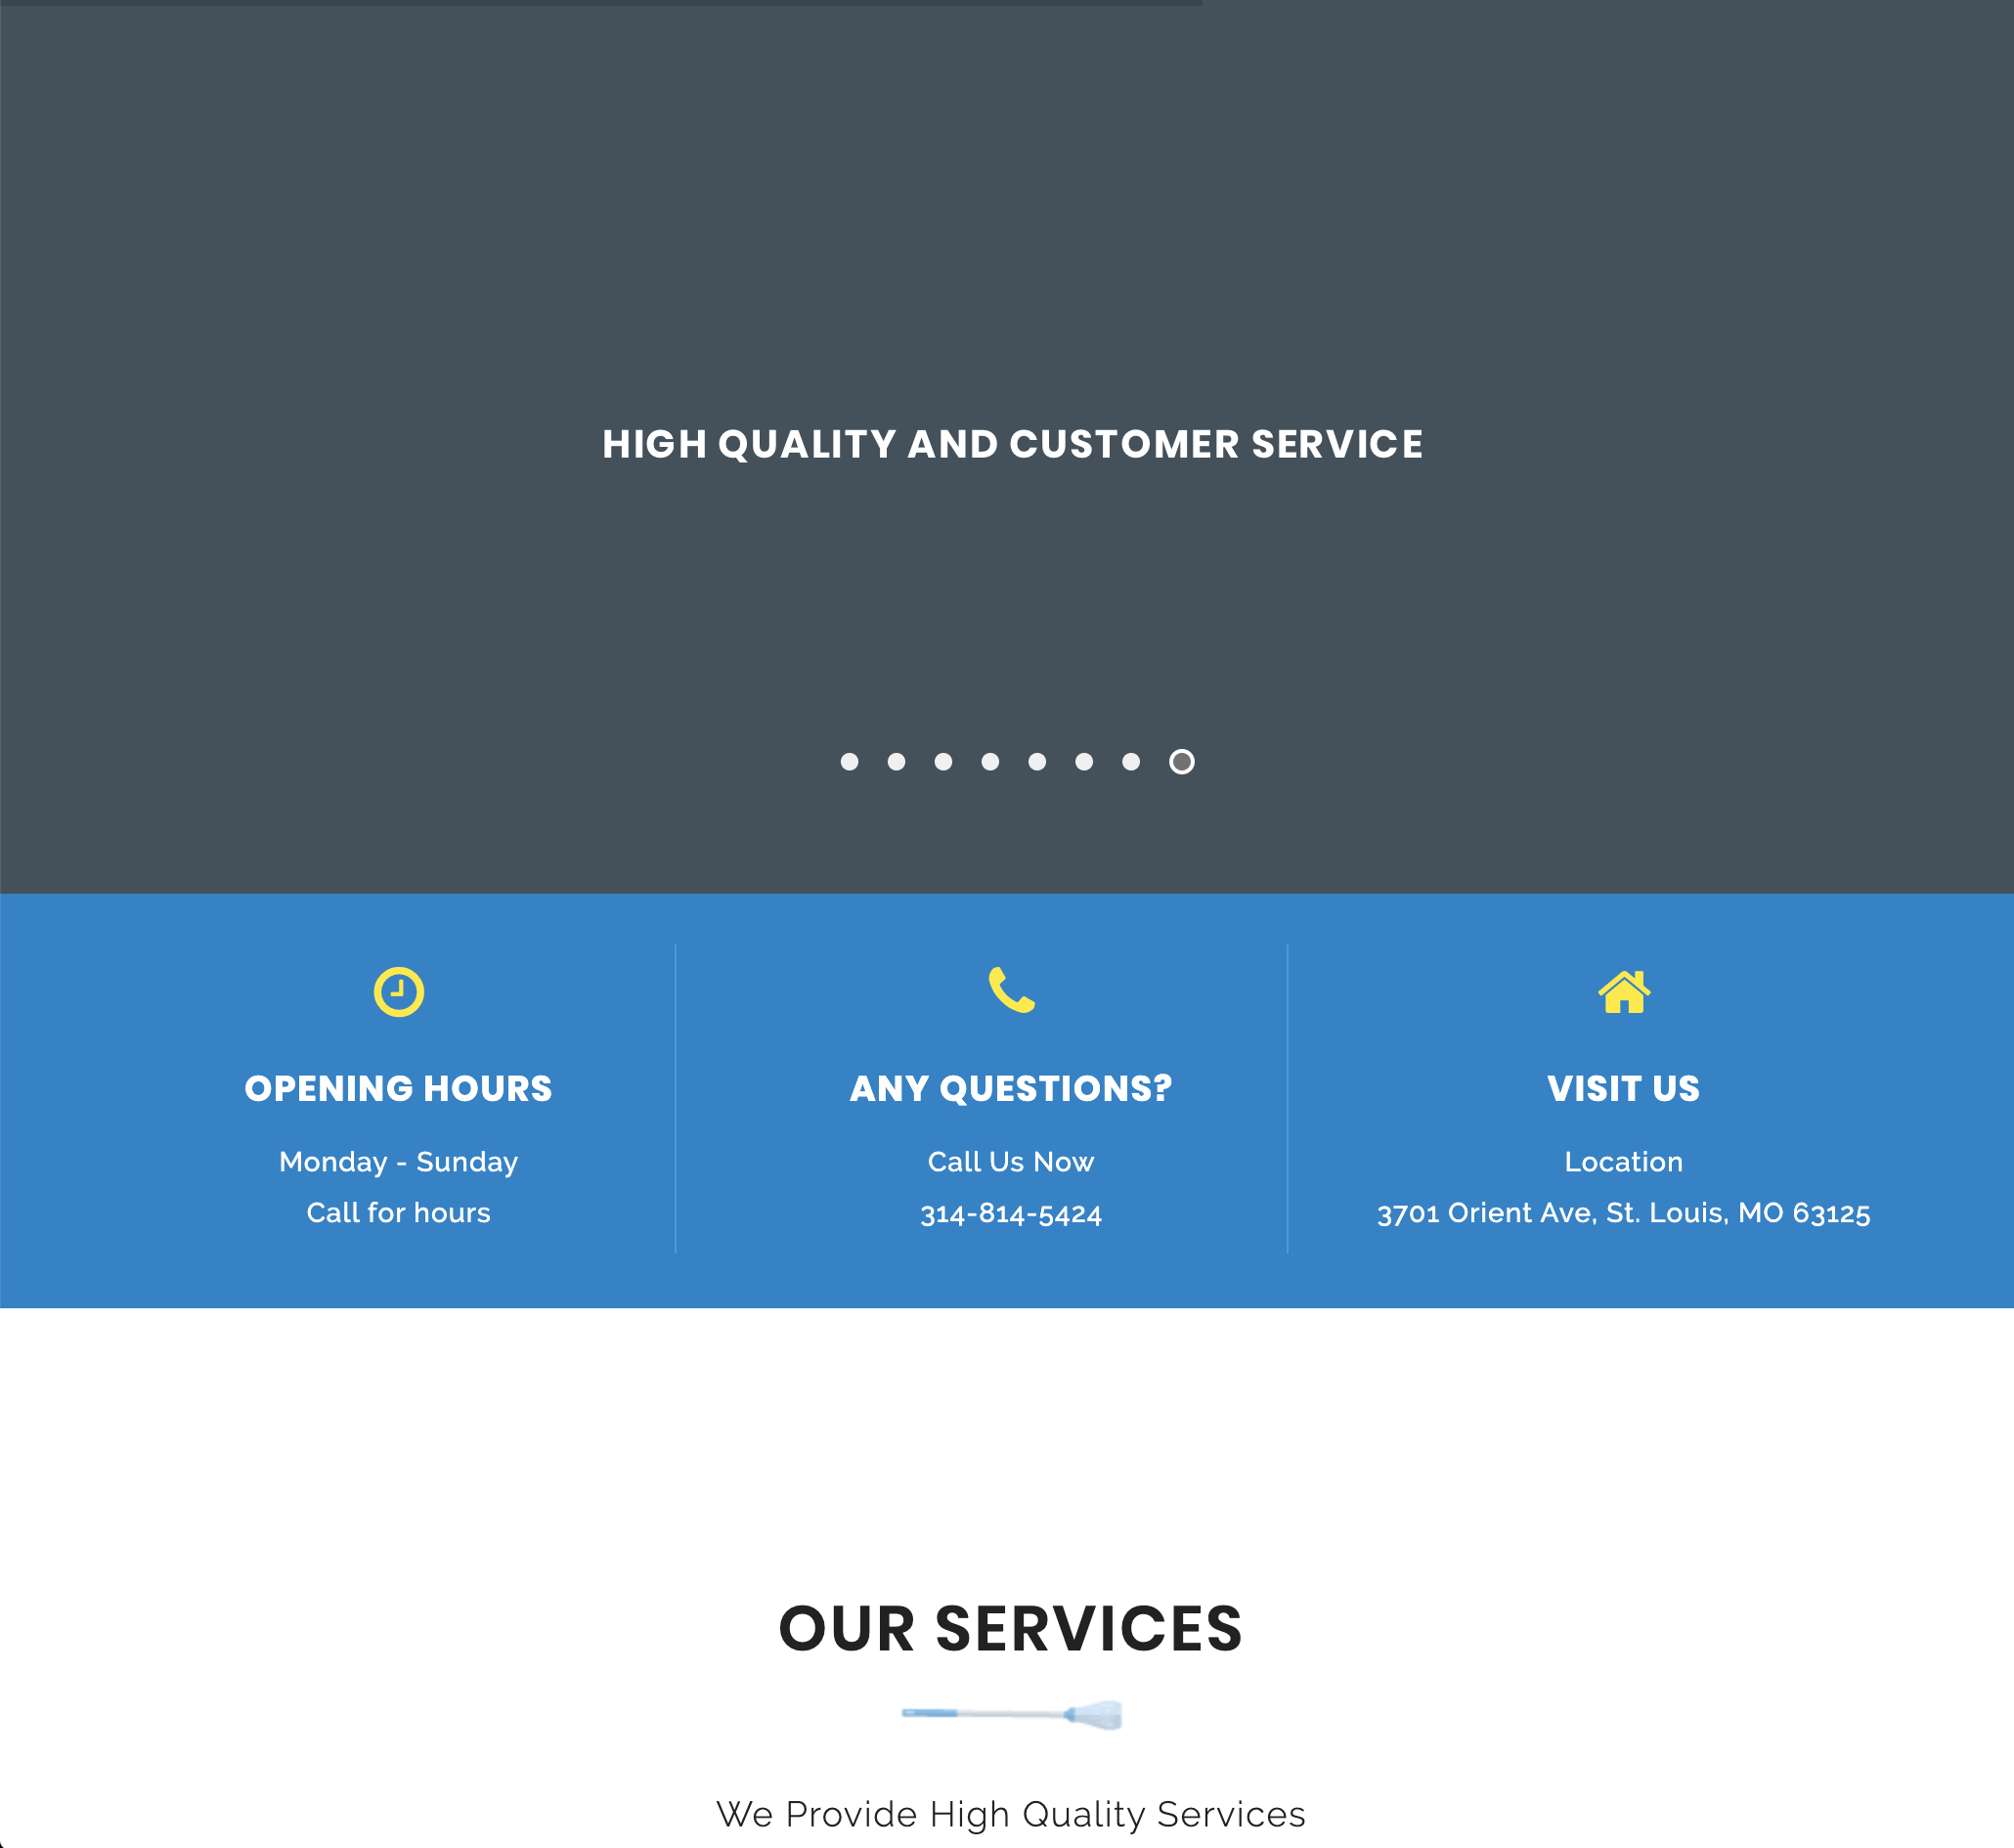 HIGH QUALITY AND CUSTOMER SERVICE
OPENING HOURS
Monday - Sunday
Call for hours
ANY QUESTIONS?
Call Us Now
314-814-5424
VISIT US
Location
3701 Orient Ave, St. Louis, MO 63125
OUR SERVICES
We Provide High Quality Services